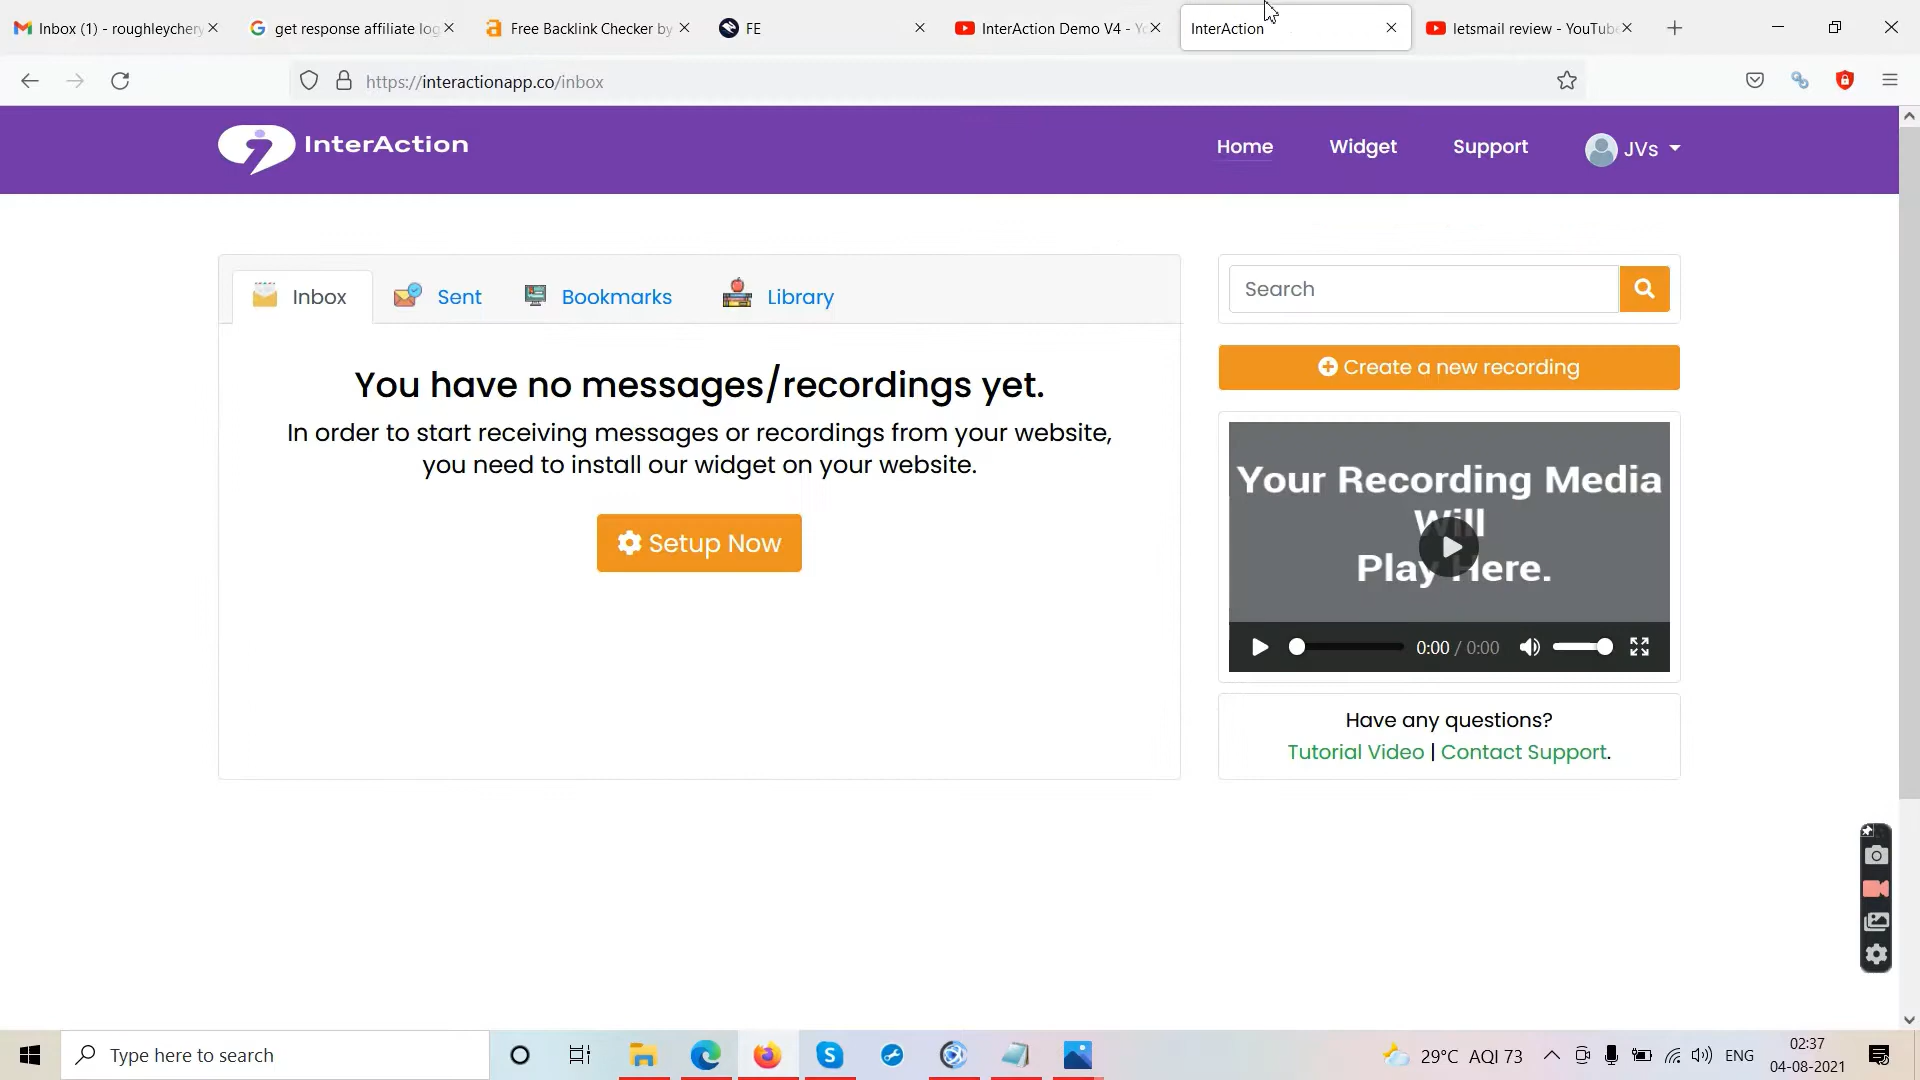 Inbox (1) - roughleychery
get response affiliate log
Free Backlink Checker by
FE
InterAction Demo V4 - Yo
InterAction
letsmail review - YouTube
https://interactionapp.co/inbox
InterAction
Home
Widget
Support
JVs
Inbox
Sent
Bookmarks
Library
Search
You have no messages/recordings yet.
In order to start receiving messages or recordings from your website,
you need to install our widget on your website.
Setup Now
Create a new recording
Your Recording Media
Will
Play Here.
0:00 / 0:00
Have any questions?
Tutorial Video | Contact Support.
Type here to search
29°C AQI 73
ENG
02:37
04-08-2021